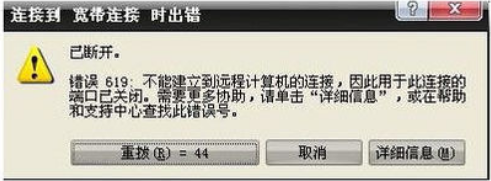 连接到 宽带连接 时出错
已断开。
错误 619: 不能建立到远程计算机的连接，因此用于此连接的
端口已关闭。需要更多协助，请单击“详细信息”，或在帮助
和支持中心查找此错误号。
重拨(R) = 44 取消 详细信息(M)